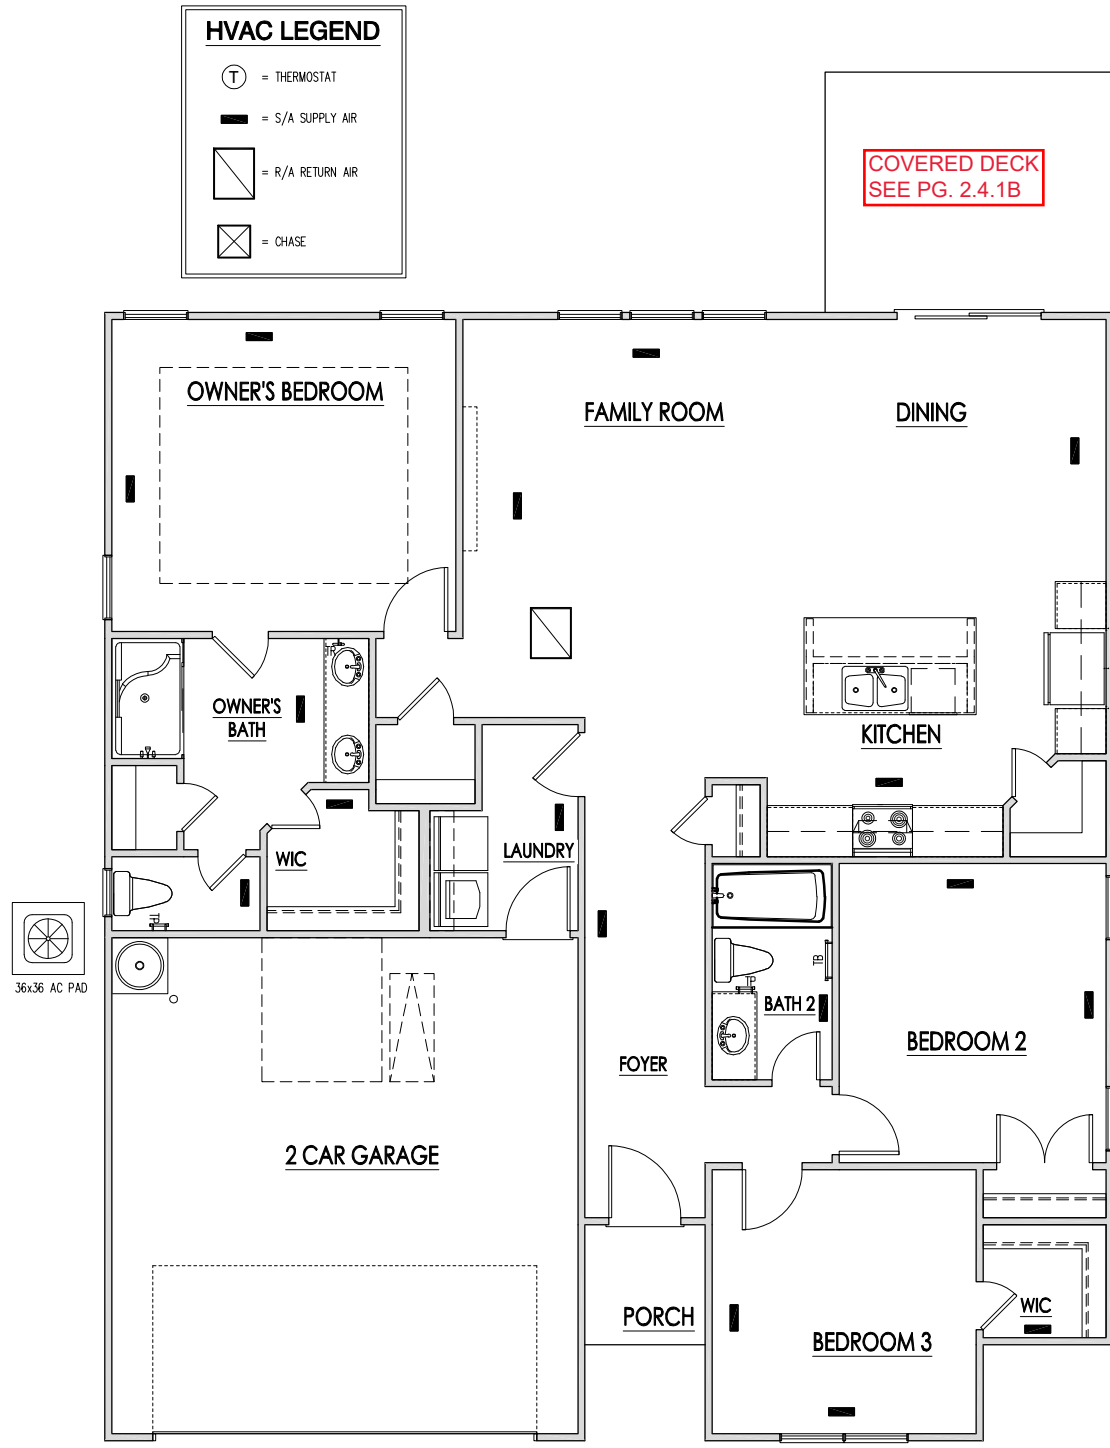 HVAC LEGEND
T = THERMOSTAT
= S/A SUPPLY AIR
= R/A RETURN AIR
= CHASE
COVERED DECK
SEE PG. 2.4.1B
OWNER'S BEDROOM
FAMILY ROOM
DINING
TR
OWNER'S
BATH
KITCHEN
LAUNDRY
WIC
TP
36x36 AC PAD
TB
TP
BATH 2
BEDROOM 2
FOYER
2 CAR GARAGE
WIC
PORCH
BEDROOM 3